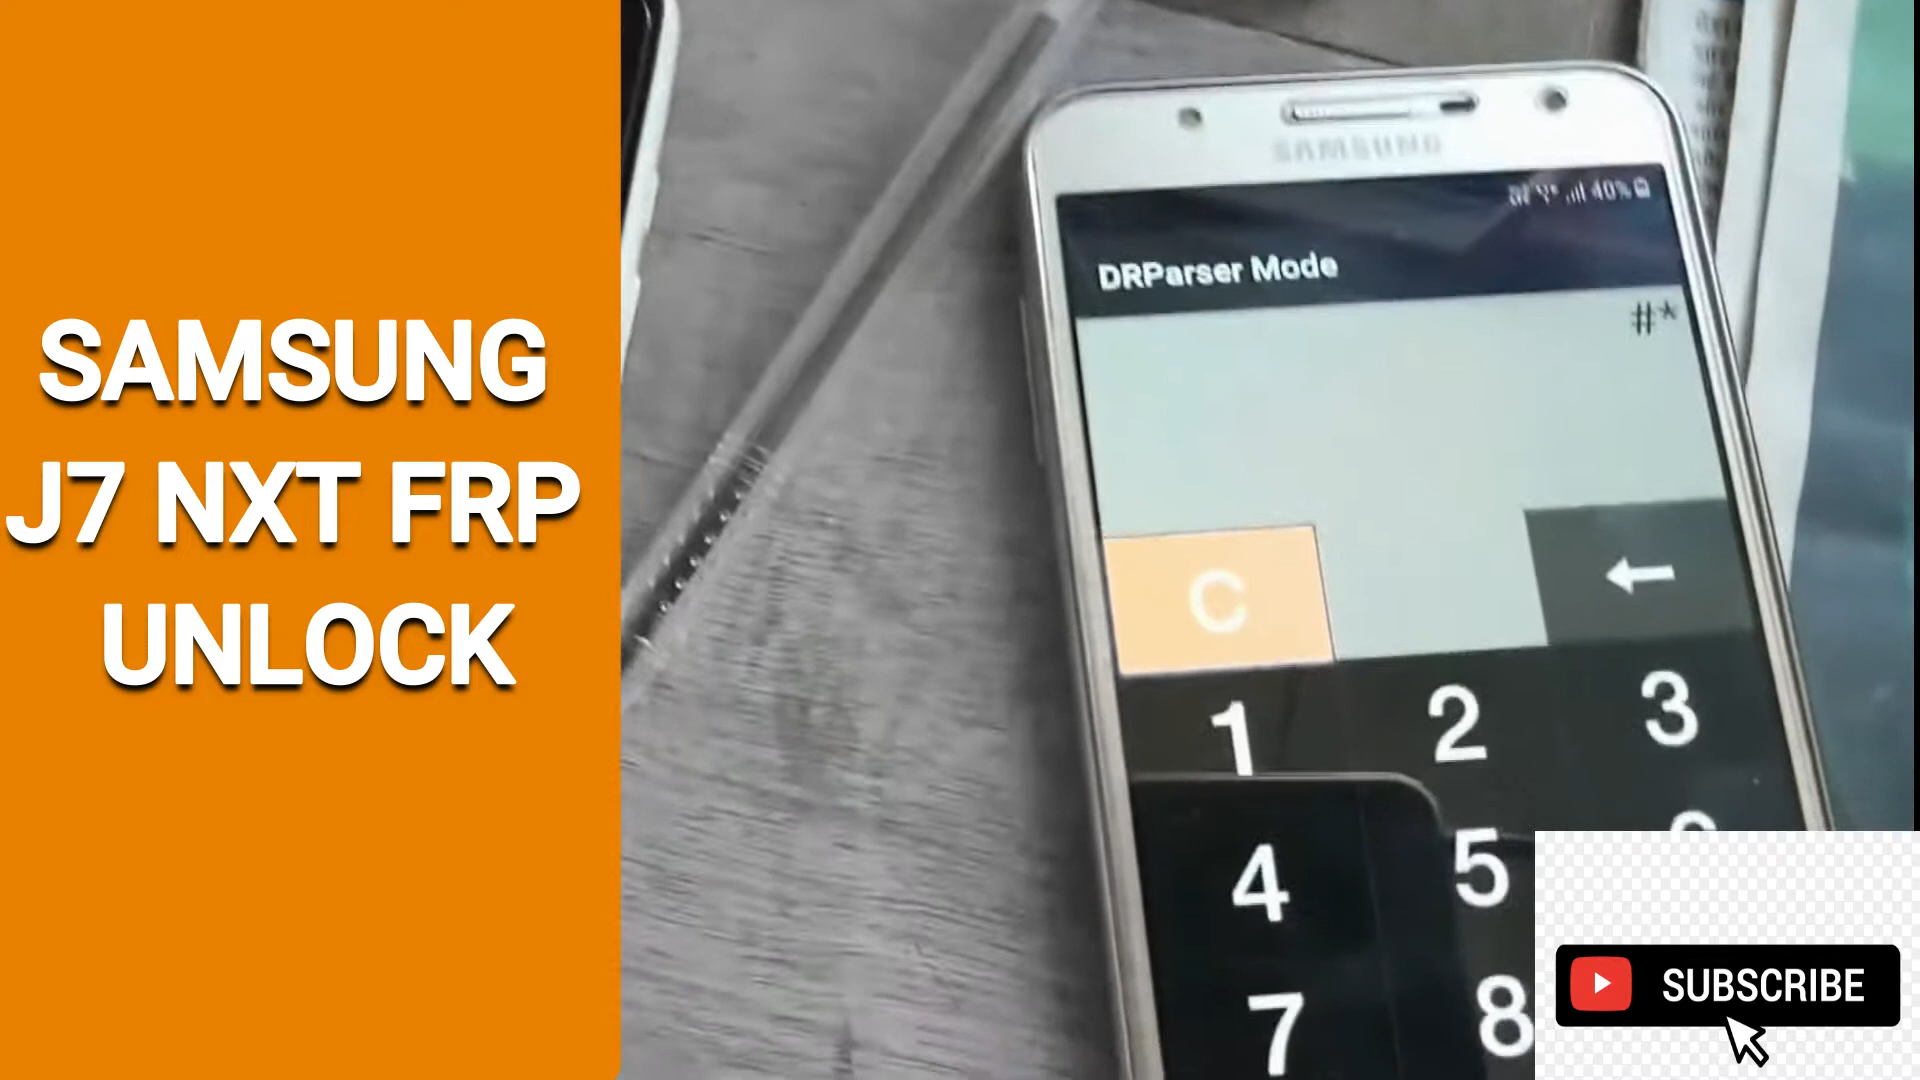 SAMSUNG
J7 NXT FRP
UNLOCK
SAMSUNG
40%
DRParser Mode
#*
C
1 2 3
4 5
7 8
SUBSCRIBE